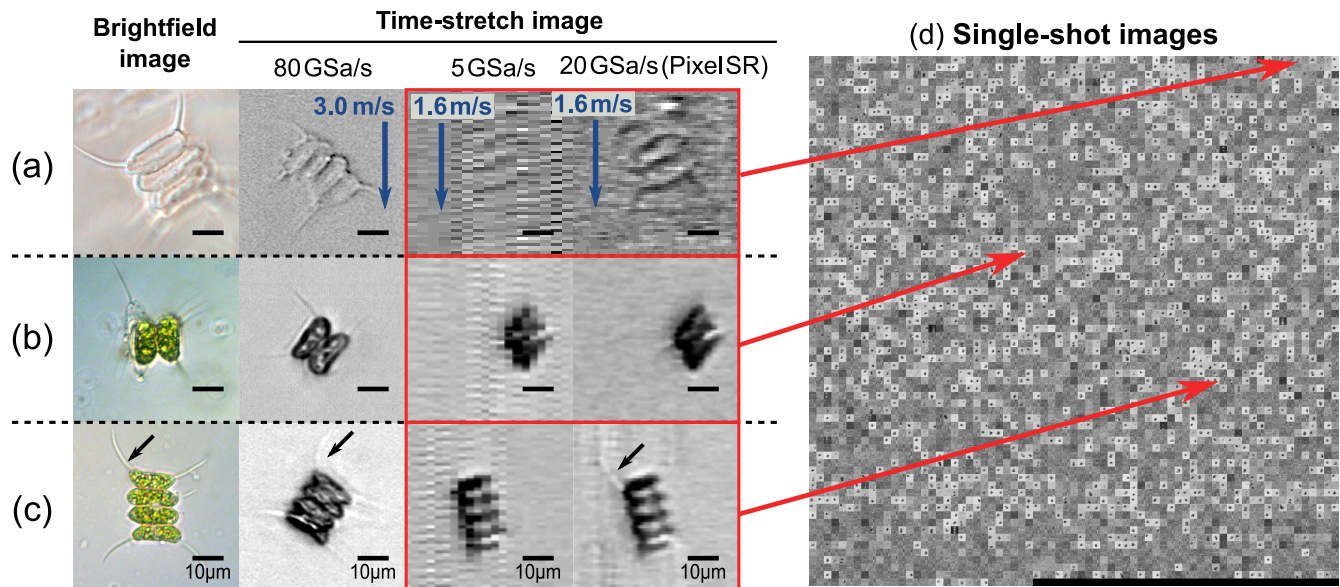 Brightfield image
Time-stretch image
80 GSa/s
5 GSa/s
20 GSa/s (Pixel SR)
(d) Single-shot images
(a)
3.0 m/s
1.6 m/s
1.6 m/s
(b)
(c)
10μm
10μm
10μm
10μm